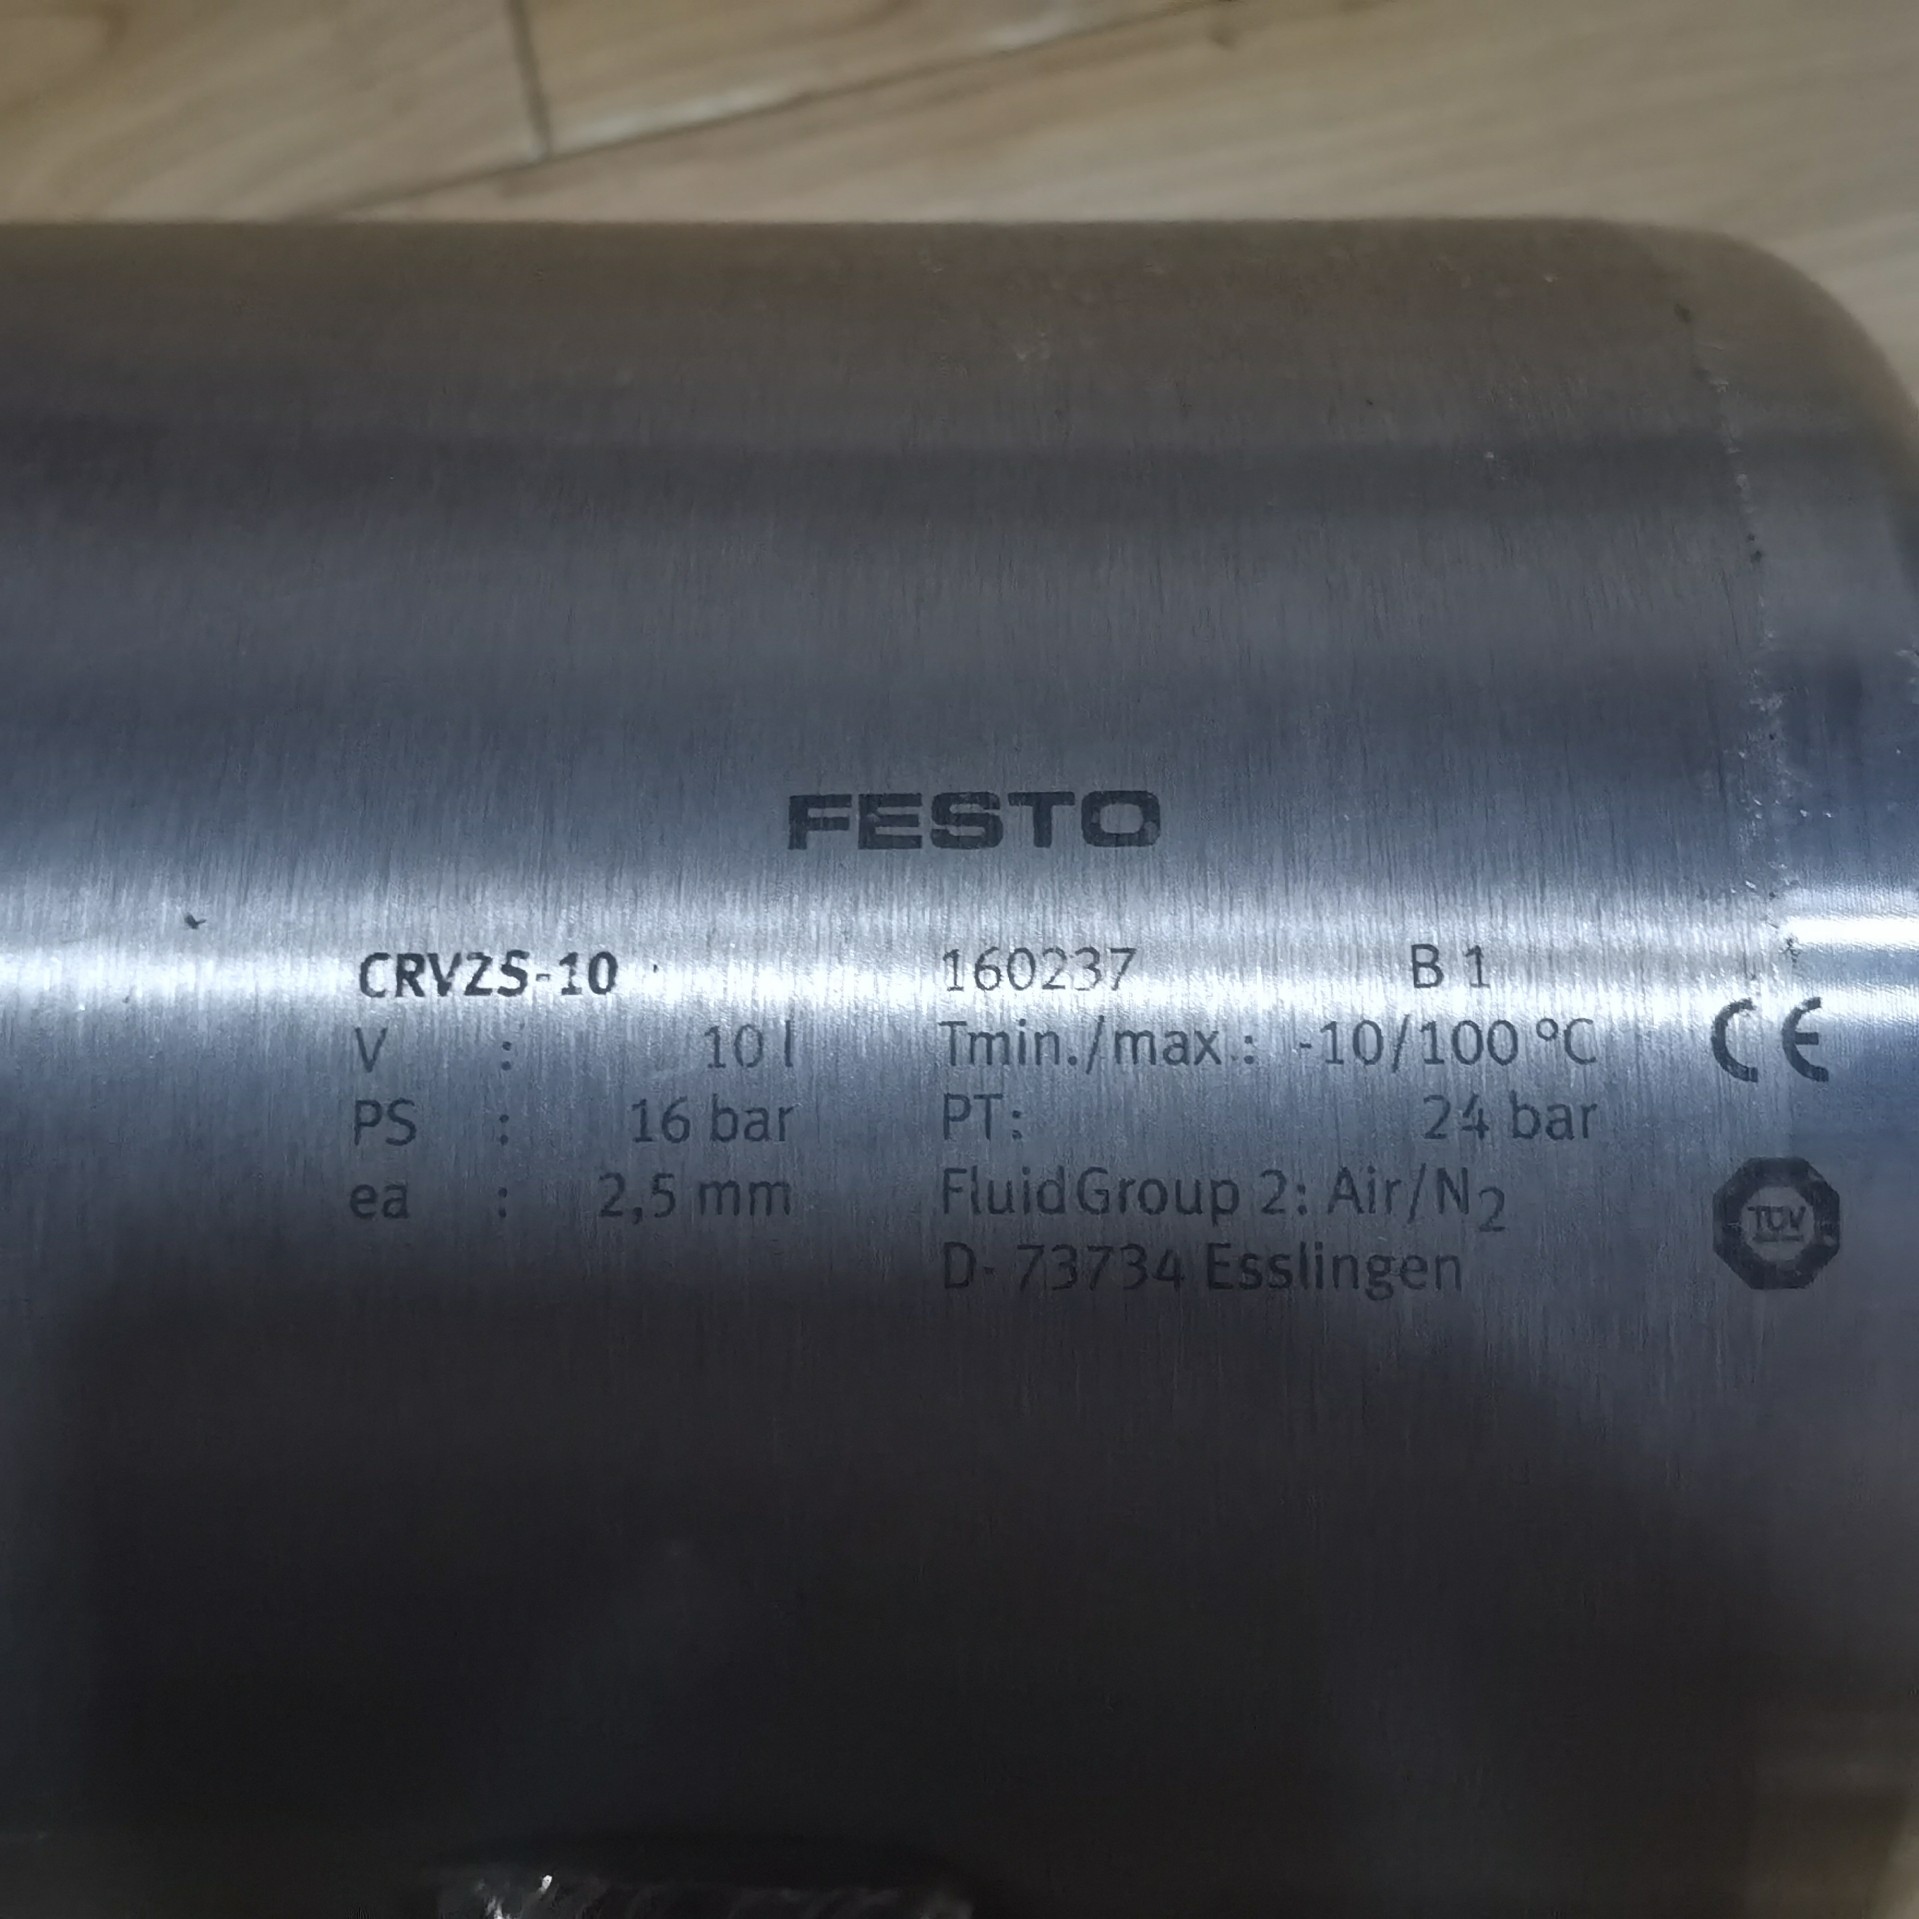 FESTO
CRVZS-10 160237 B 1
V : 10 l Tmin./max.: -10/100 °C CE
PS : 16 bar PT: 24 bar
ea : 2,5 mm FluidGroup 2: Air/N₂ TÜV
D- 73734 Esslingen